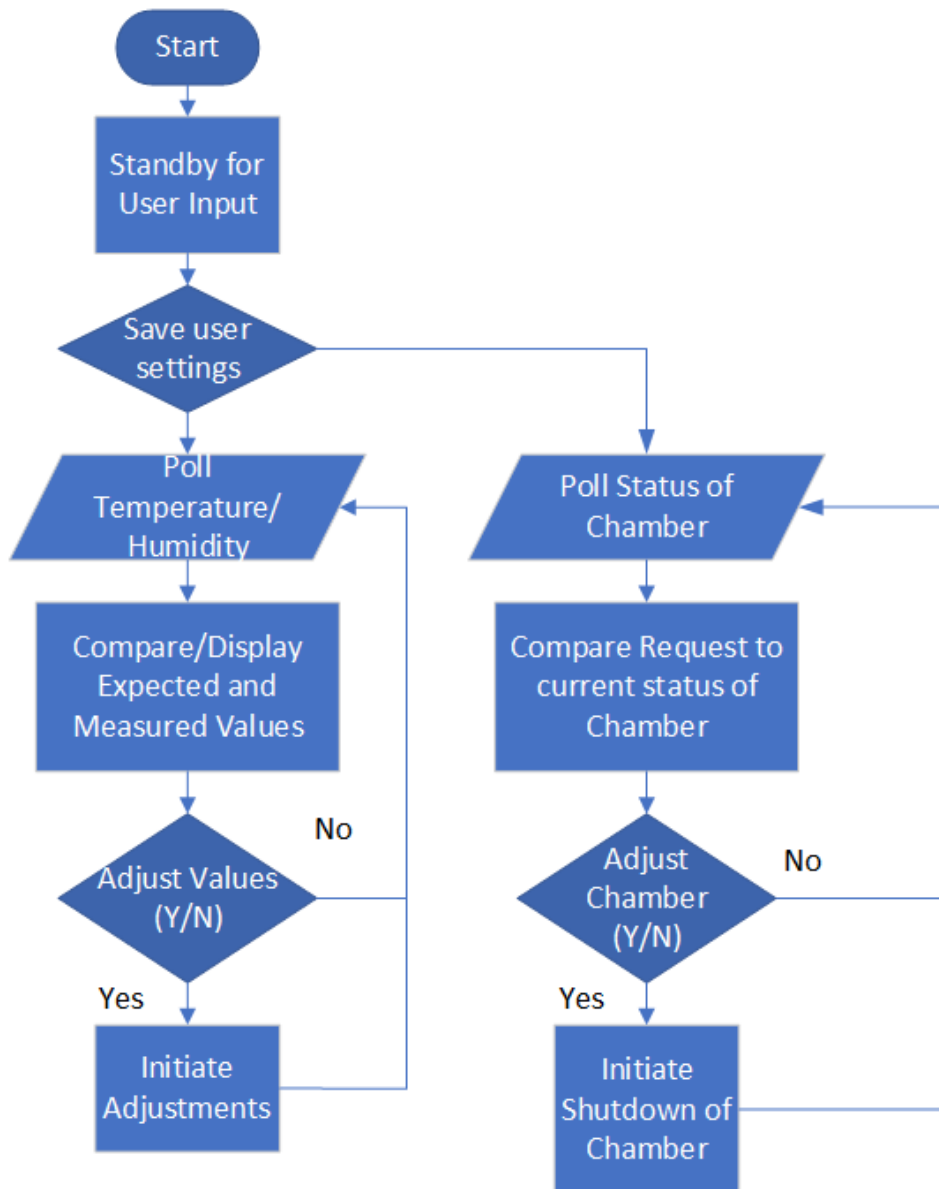 Start
Standby for
User Input
Save user
settings
Poll
Temperature/
Humidity
Compare/Display
Expected and
Measured Values
No
Adjust Values
(Y/N)
Yes
Initiate
Adjustments
Poll Status of
Chamber
Compare Request to
current status of
Chamber
Adjust
Chamber
(Y/N)
No
Yes
Initiate
Shutdown of
Chamber